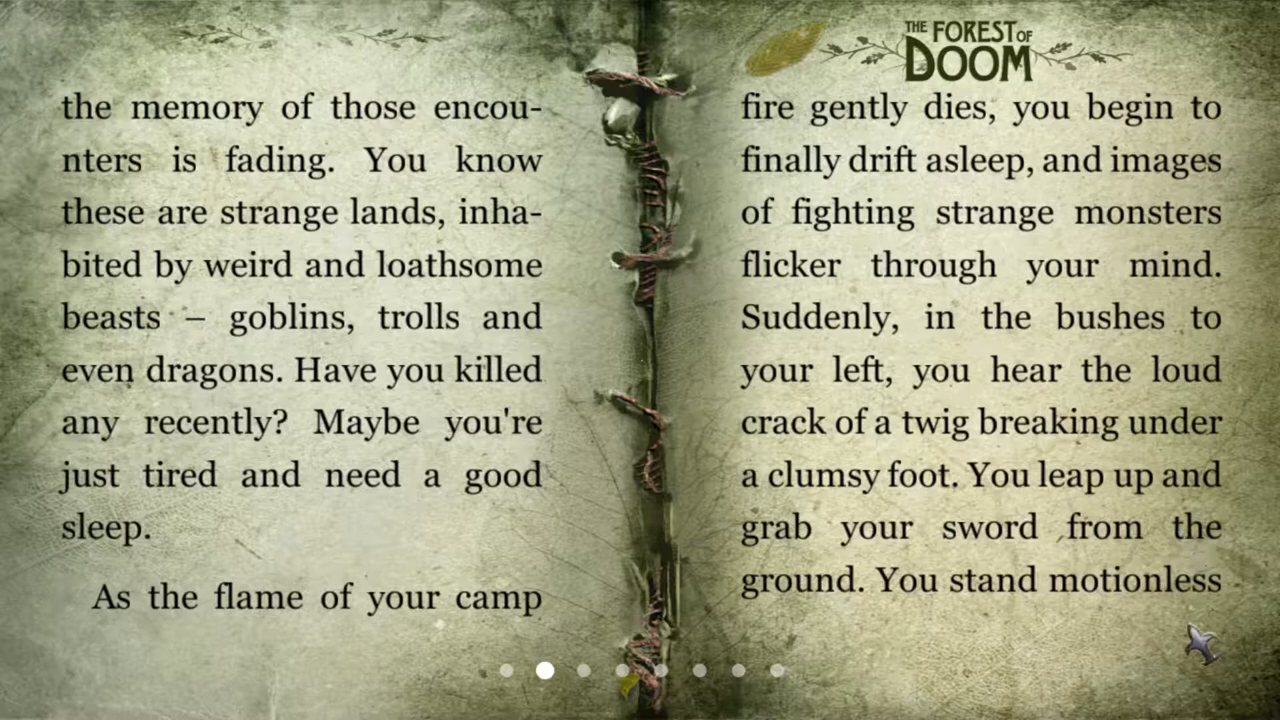 the memory of those encou-
nters is fading. You know
these are strange lands, inha-
bited by weird and loathsome
beasts – goblins, trolls and
even dragons. Have you killed
any recently? Maybe you're
just tired and need a good
sleep.
As the flame of your camp
THE FOREST OF
DOOM
fire gently dies, you begin to
finally drift asleep, and images
of fighting strange monsters
flicker through your mind.
Suddenly, in the bushes to
your left, you hear the loud
crack of a twig breaking under
a clumsy foot. You leap up and
grab your sword from the
ground. You stand motionless